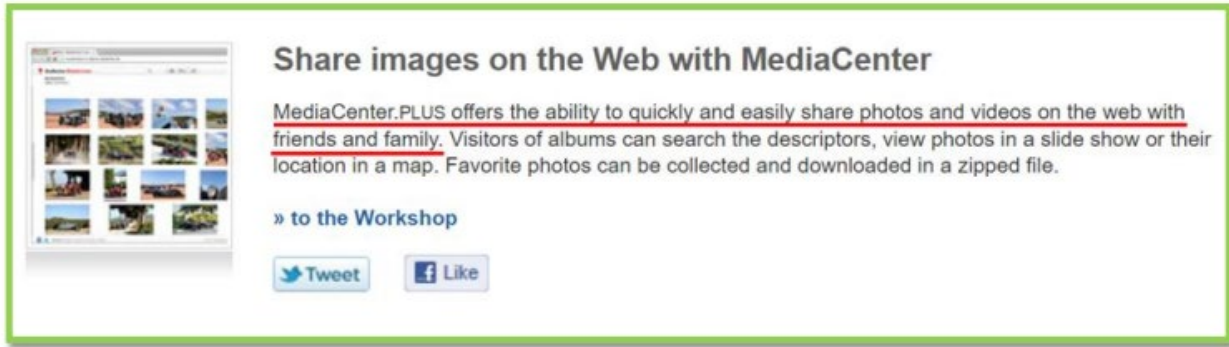 Share images on the Web with MediaCenter
MediaCenter.PLUS offers the ability to quickly and easily share photos and videos on the web with
friends and family. Visitors of albums can search the descriptors, view photos in a slide show or their
location in a map. Favorite photos can be collected and downloaded in a zipped file.
» to the Workshop
Tweet
Like